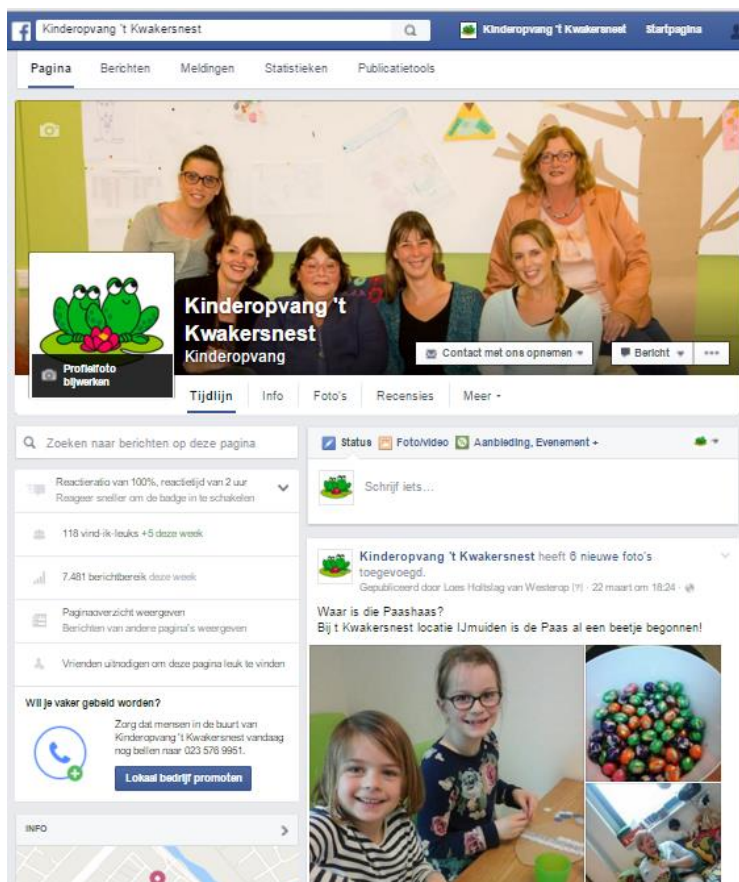 Kinderopvang 't Kwakersnest
Kinderopvang 't Kwakersnest Startpagina
Pagina Berichten Meldingen Statistieken Publicatietools
Kinderopvang 't
Kwakersnest
Kinderopvang
Contact met ons opnemen
Bericht
Profielfoto
bijwerken
Tijdlijn Info Foto's Recensies Meer
Zoeken naar berichten op deze pagina
Reactieratio van 100%, reactietijd van 2 uur
Reageer sneller om de badge in te schakelen
118 vind-ik-leuks +5 deze week
7.481 berichtbereik deze week
Paginaoverzicht weergeven
Berichten van andere pagina's weergeven
Vrienden uitnodigen om deze pagina leuk te vinden
Wil je vaker gebeld worden?
Zorg dat mensen in de buurt van
Kinderopvang 't Kwakersnest vandaag
nog bellen naar 023 576 9951.
Lokaal bedrijf promoten
INFO
Status Foto/video Aanbieding, Evenement +
Schrijf iets...
Kinderopvang 't Kwakersnest heeft 6 nieuwe foto's
toegevoegd.
Gepubliceerd door Loes Holtslag van Westerop [?] · 22 maart om 18:24 ·
Waar is die Paashaas?
Bij t Kwakersnest locatie IJmuiden is de Paas al een beetje begonnen!